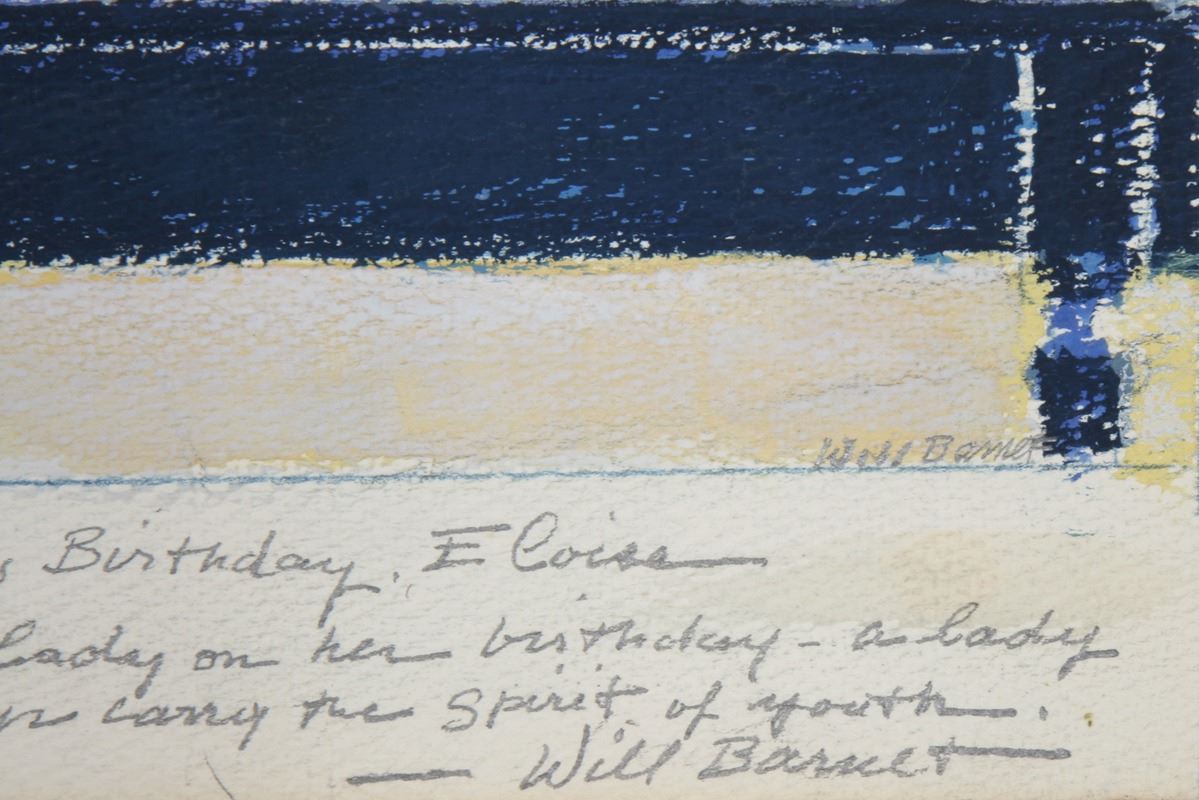 Will Barnet
Birthday, Eloise
Lady on her birthday - a lady
carry the spirit of youth.
— Will Barnet